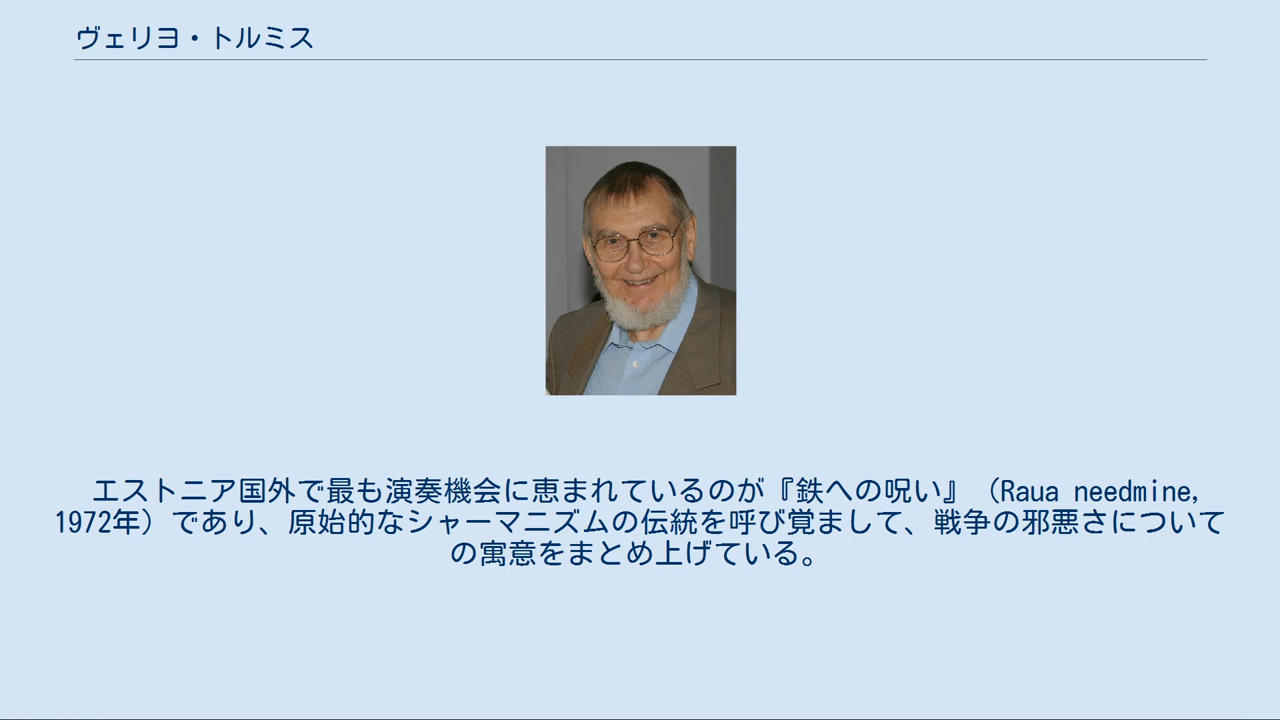 ヴェリヨ・トルミス
エストニア国外で最も演奏機会に恵まれているのが『鉄への呪い』（Raua needmine,
1972年）であり、原始的なシャーマニズムの伝統を呼び覚まして、戦争の邪悪さについて
の寓意をまとめ上げている。